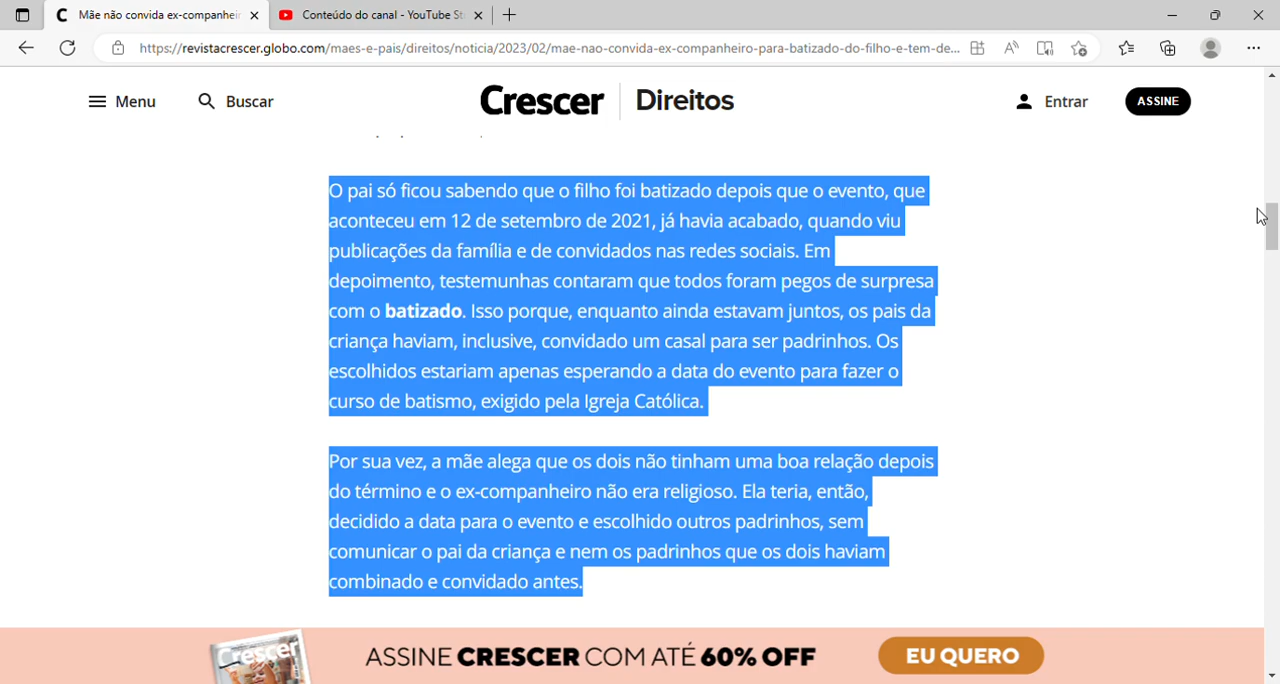 Mãe não convida ex-companheir
Conteúdo do canal - YouTube St
https://revistacrescer.globo.com/maes-e-pais/direitos/noticia/2023/02/mae-nao-convida-ex-companheiro-para-batizado-do-filho-e-tem-de...
Menu
Buscar
Crescer
Direitos
Entrar
ASSINE
O pai só ficou sabendo que o filho foi batizado depois que o evento, que
aconteceu em 12 de setembro de 2021, já havia acabado, quando viu
publicações da família e de convidados nas redes sociais. Em
depoimento, testemunhas contaram que todos foram pegos de surpresa
com o batizado. Isso porque, enquanto ainda estavam juntos, os pais da
criança haviam, inclusive, convidado um casal para ser padrinhos. Os
escolhidos estariam apenas esperando a data do evento para fazer o
curso de batismo, exigido pela Igreja Católica.
Por sua vez, a mãe alega que os dois não tinham uma boa relação depois
do término e o ex-companheiro não era religioso. Ela teria, então,
decidido a data para o evento e escolhido outros padrinhos, sem
comunicar o pai da criança e nem os padrinhos que os dois haviam
combinado e convidado antes.
Crescer
ASSINE CRESCER COM ATÉ 60% OFF
EU QUERO